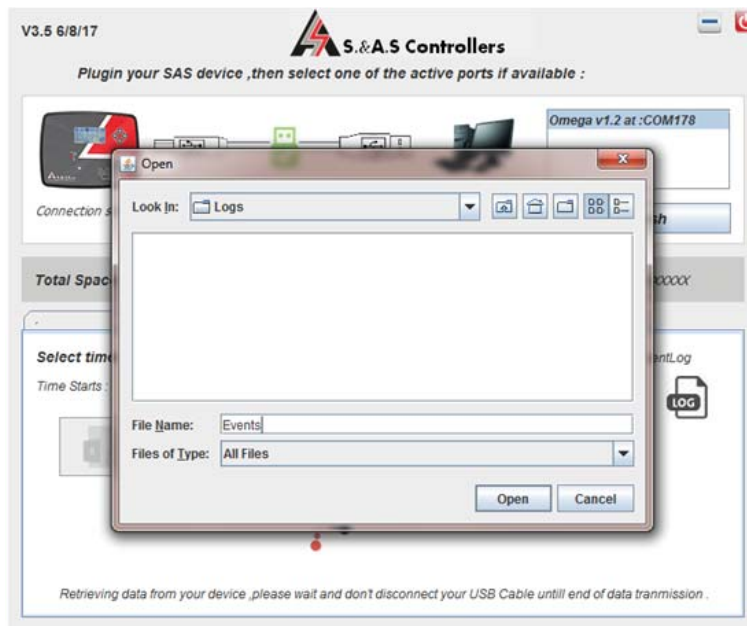 V3.5 6/8/17
S.&A.S Controllers
Plugin your SAS device ,then select one of the active ports if available :
Omega v1.2 at :COM178
Open
Look In: Logs
Connection
Total Spac
Select time
entLog
Time Starts :
LOG
File Name: Events
Files of Type: All Files
Open Cancel
Retrieving data from your device ,please wait and don't disconnect your USB Cable untill end of data tranmission .